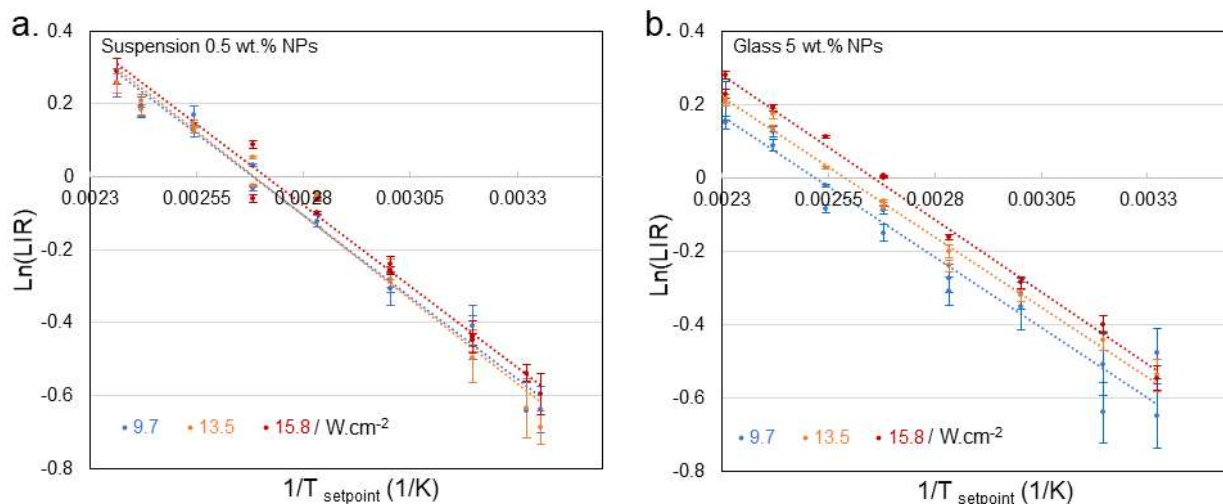 a.
Suspension 0.5 wt.% NPs
0.4
0.2
0
-0.2
-0.4
-0.6
-0.8
0.0023 0.00255 0.0028 0.00305 0.0033
Ln(LIR)
9.7 13.5 15.8 / W.cm-2
1/T setpoint (1/K)
b.
Glass 5 wt.% NPs
0.4
0.2
0
-0.2
-0.4
-0.6
-0.8
0.0023 0.00255 0.0028 0.00305 0.0033
Ln(LIR)
9.7 13.5 15.8 / W.cm-2
1/T setpoint (1/K)